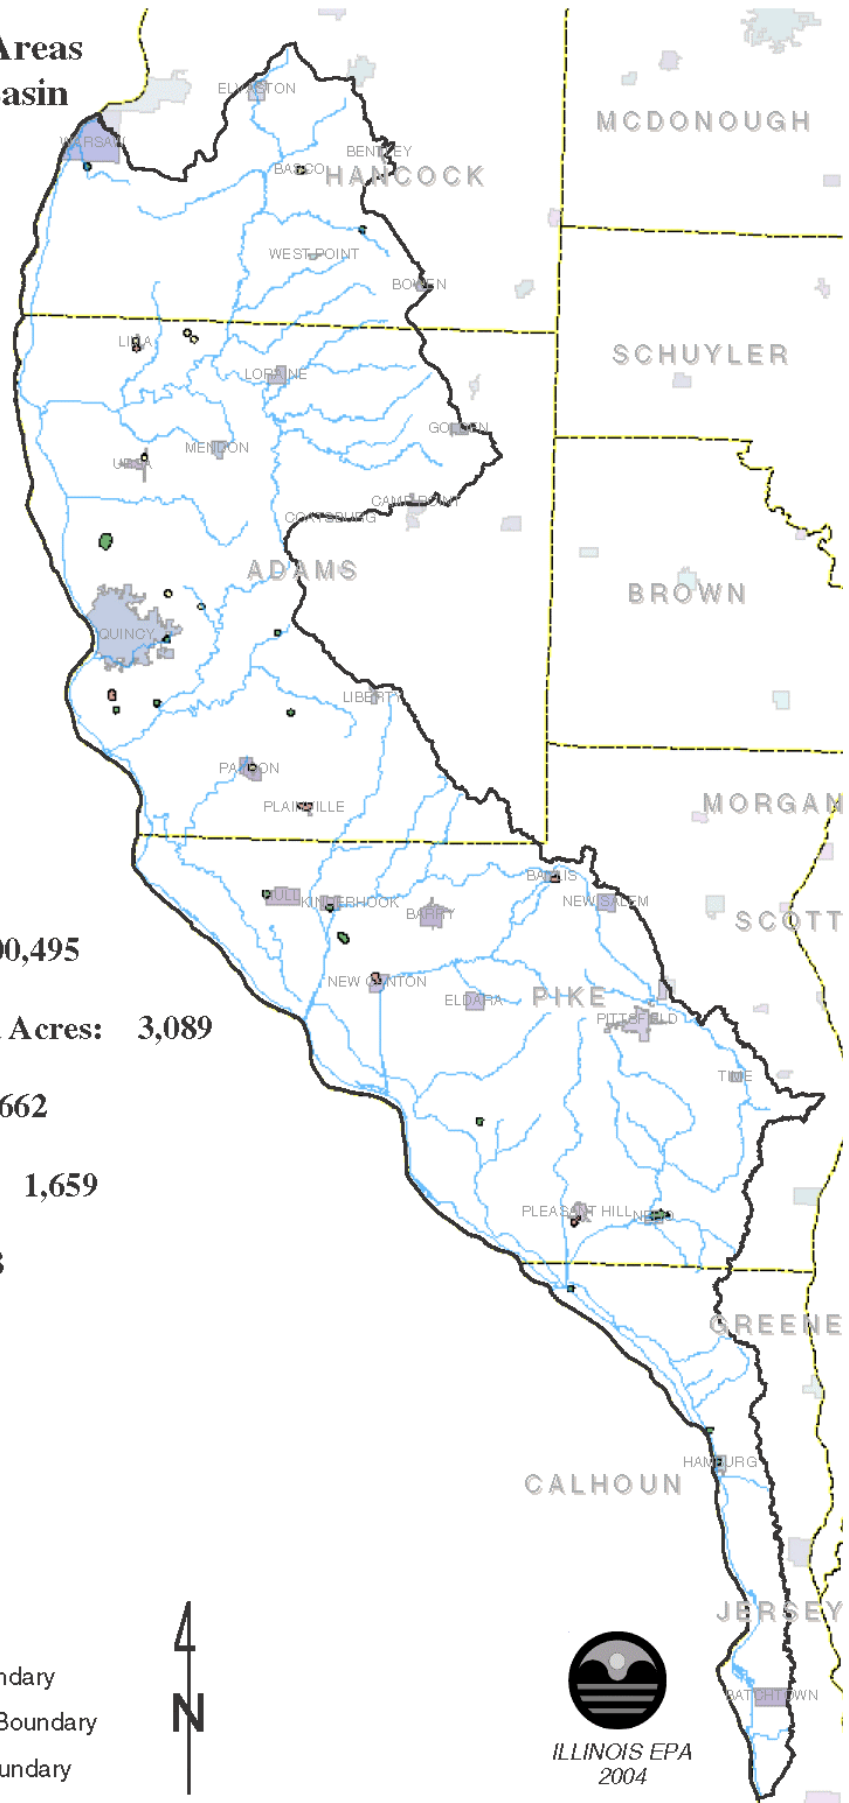 Areas
asin
ELVASTON
MCDONOUGH
WARSAW
BENTLEY
BASCO
HANCOCK
WEST POINT
BOWEN
LIMA
SCHUYLER
LORAINE
GOLDEN
MENDON
URSA
CAMP POINT
COATSBURG
ADAMS
BROWN
QUINCY
LIBERTY
PAYSON
MORGAN
PLAINVILLE
BAYLIS
HULL
KINDERHOOK
NEW SALEM
BARRY
SCOTT
00,495
NEW CANTON
ELDARA
PIKE
PITTSFIELD
Acres: 3,089
TIME
662
1,659
PLEASANT HILL
NEBO
GREENE
HAMBURG
CALHOUN
JERSEY
ndary
BATCHTOWN
N
Boundary
ILLINOIS EPA
2004
undary